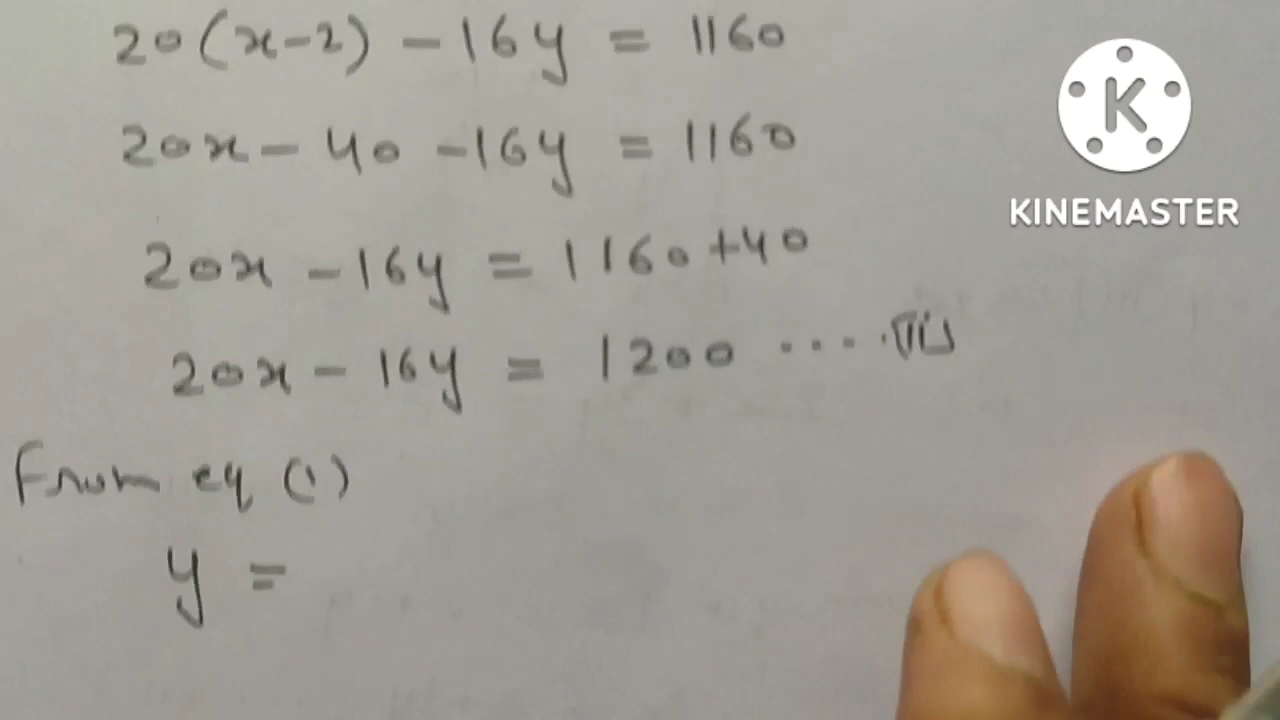 20(x-2) - 16y = 1160
20x - 40 - 16y = 1160
20x - 16y = 1160 + 40
20x - 16y = 1200 .....(ii)
From eq (1)
y =
K
KINEMASTER